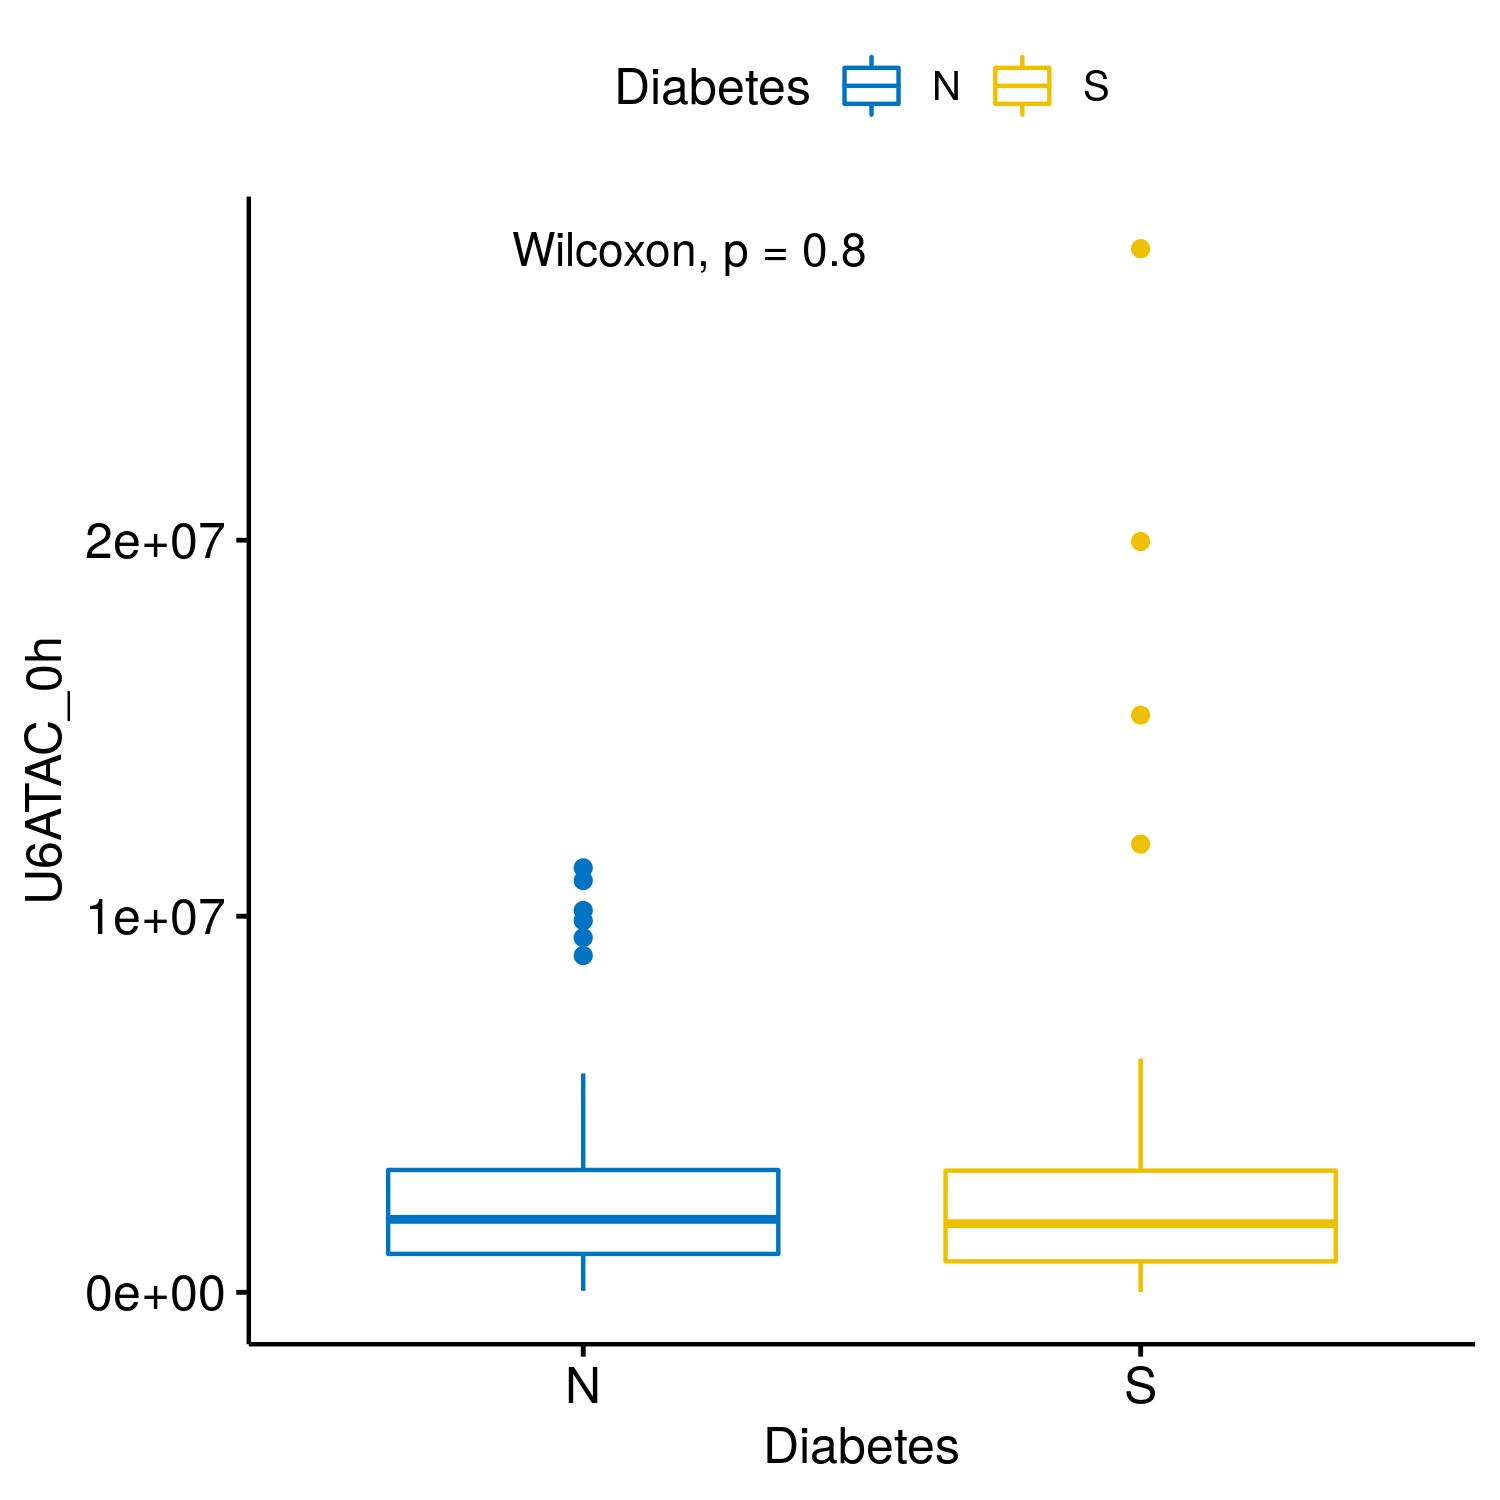 Diabetes N S
Wilcoxon, p = 0.8
2e+07
1e+07
0e+00
U6ATAC_0h
N S
Diabetes